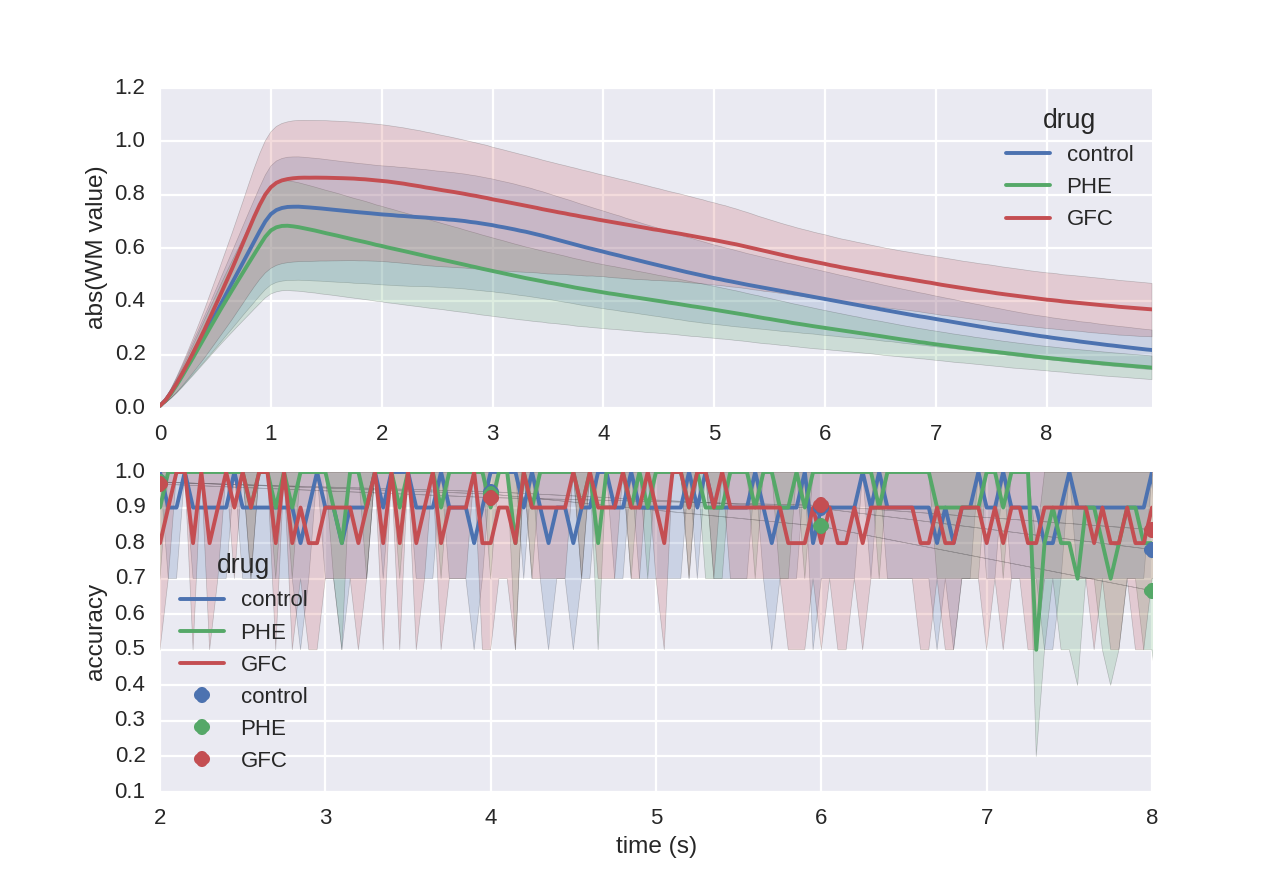 1.2
1.0
0.8
0.6
0.4
0.2
0.0
abs(WM value)
drug
control
PHE
GFC
0 1 2 3 4 5 6 7 8
1.0
0.9
0.8
0.7
0.6
0.5
0.4
0.3
0.2
0.1
accuracy
drug
control
PHE
GFC
control
PHE
GFC
2 3 4 5 6 7 8
time (s)